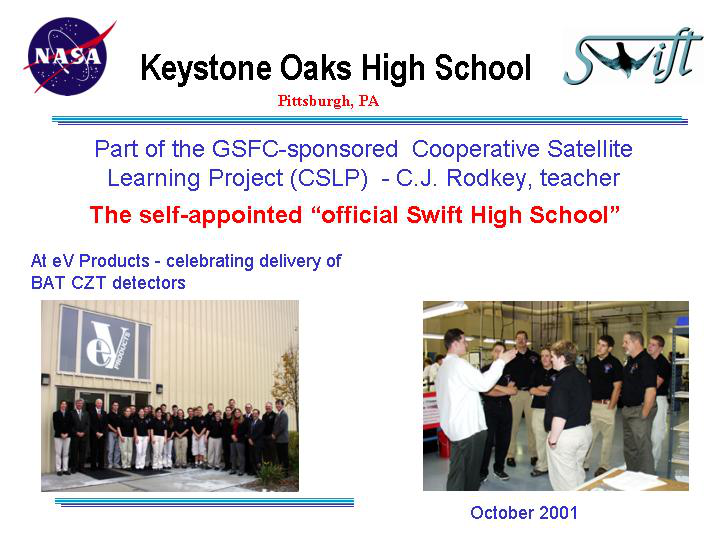 NASA
Swift
Keystone Oaks High School
Pittsburgh, PA
Part of the GSFC-sponsored Cooperative Satellite
Learning Project (CSLP) - C.J. Rodkey, teacher
The self-appointed “official Swift High School”
At eV Products - celebrating delivery of
BAT CZT detectors
eV
PRODUCTS
October 2001